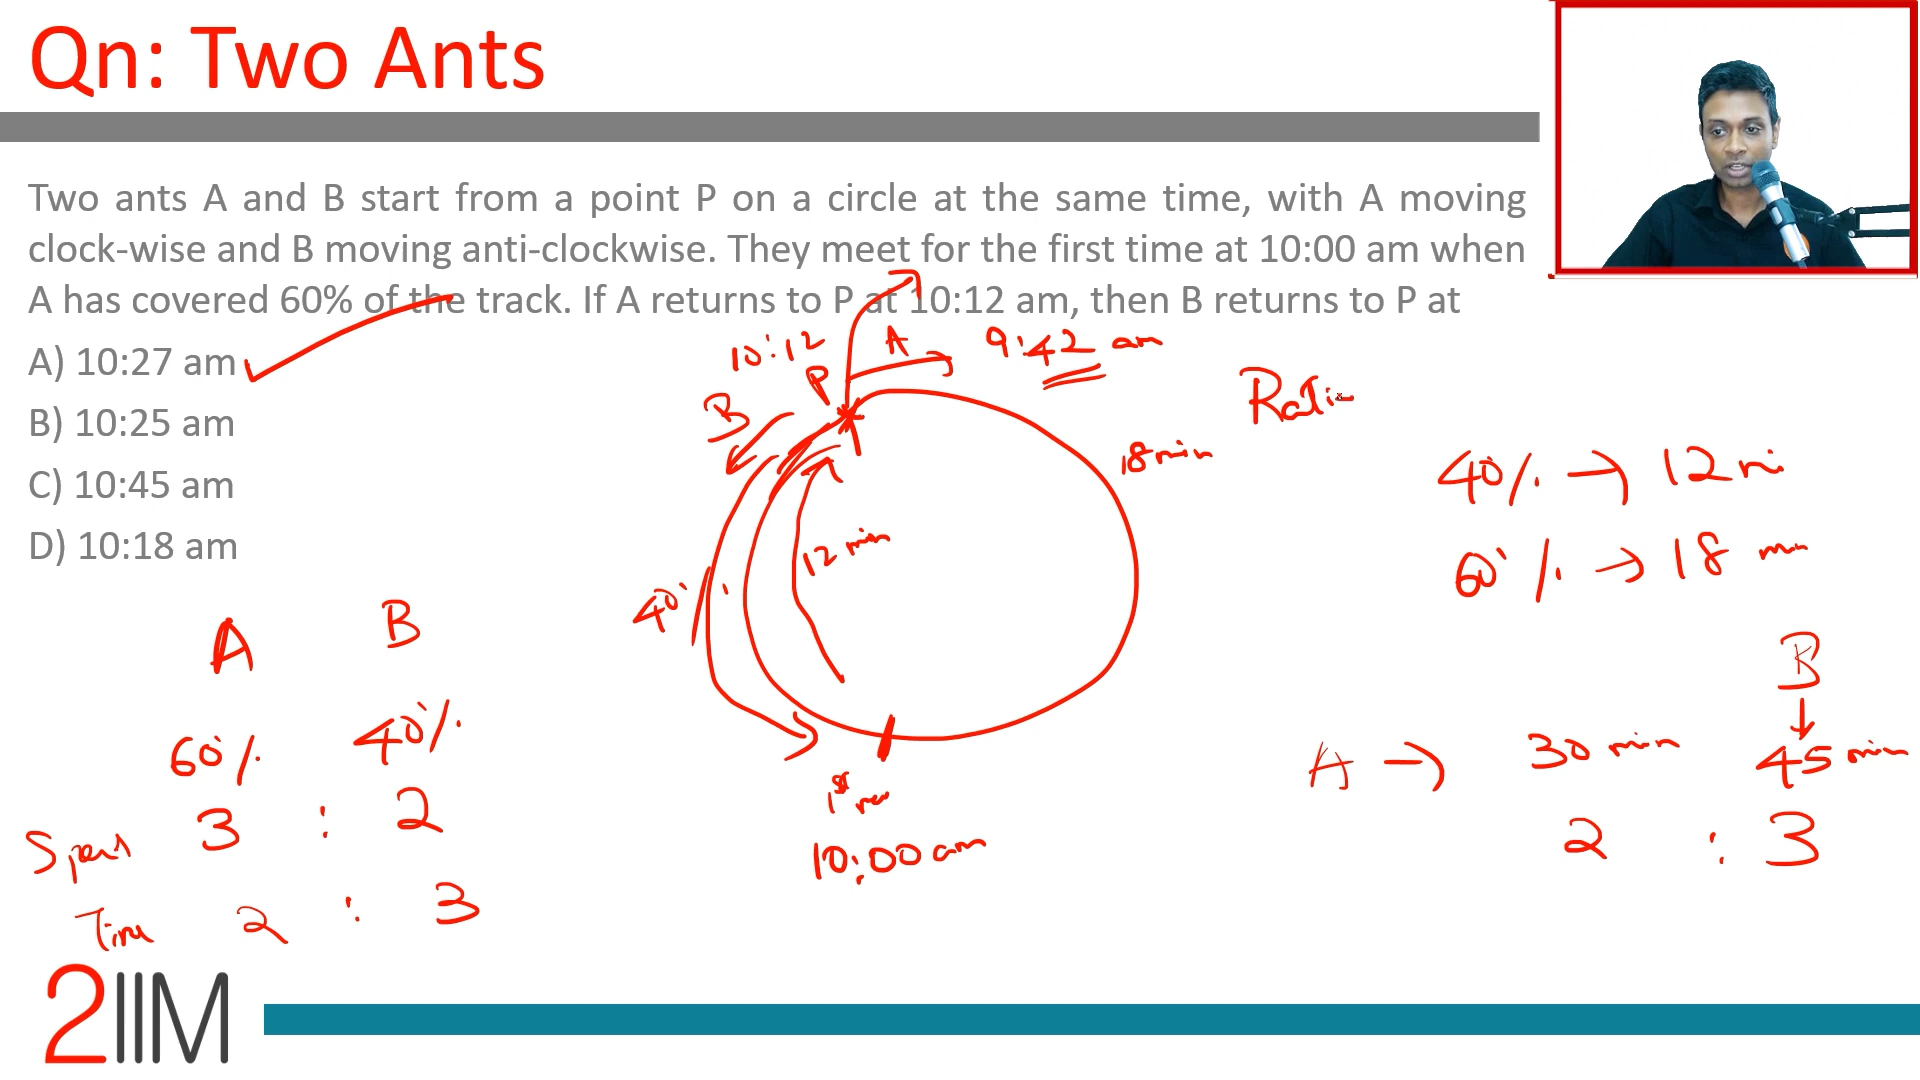 Qn: Two Ants
Two ants A and B start from a point P on a circle at the same time, with A moving
clock-wise and B moving anti-clockwise. They meet for the first time at 10:00 am when
A has covered 60% of the track. If A returns to P at 10:12 am, then B returns to P at
A) 10:27 am
B) 10:25 am
C) 10:45 am
D) 10:18 am
10:12
A
9:42 am
P
B
18 min
12 min
40%
1st
10:00 am
Ratio
40% → 12
60% → 18 min
B
A → 30 min 45 min
2 : 3
A B
60% 40%
3 : 2
Time 2 : 3
2IIM